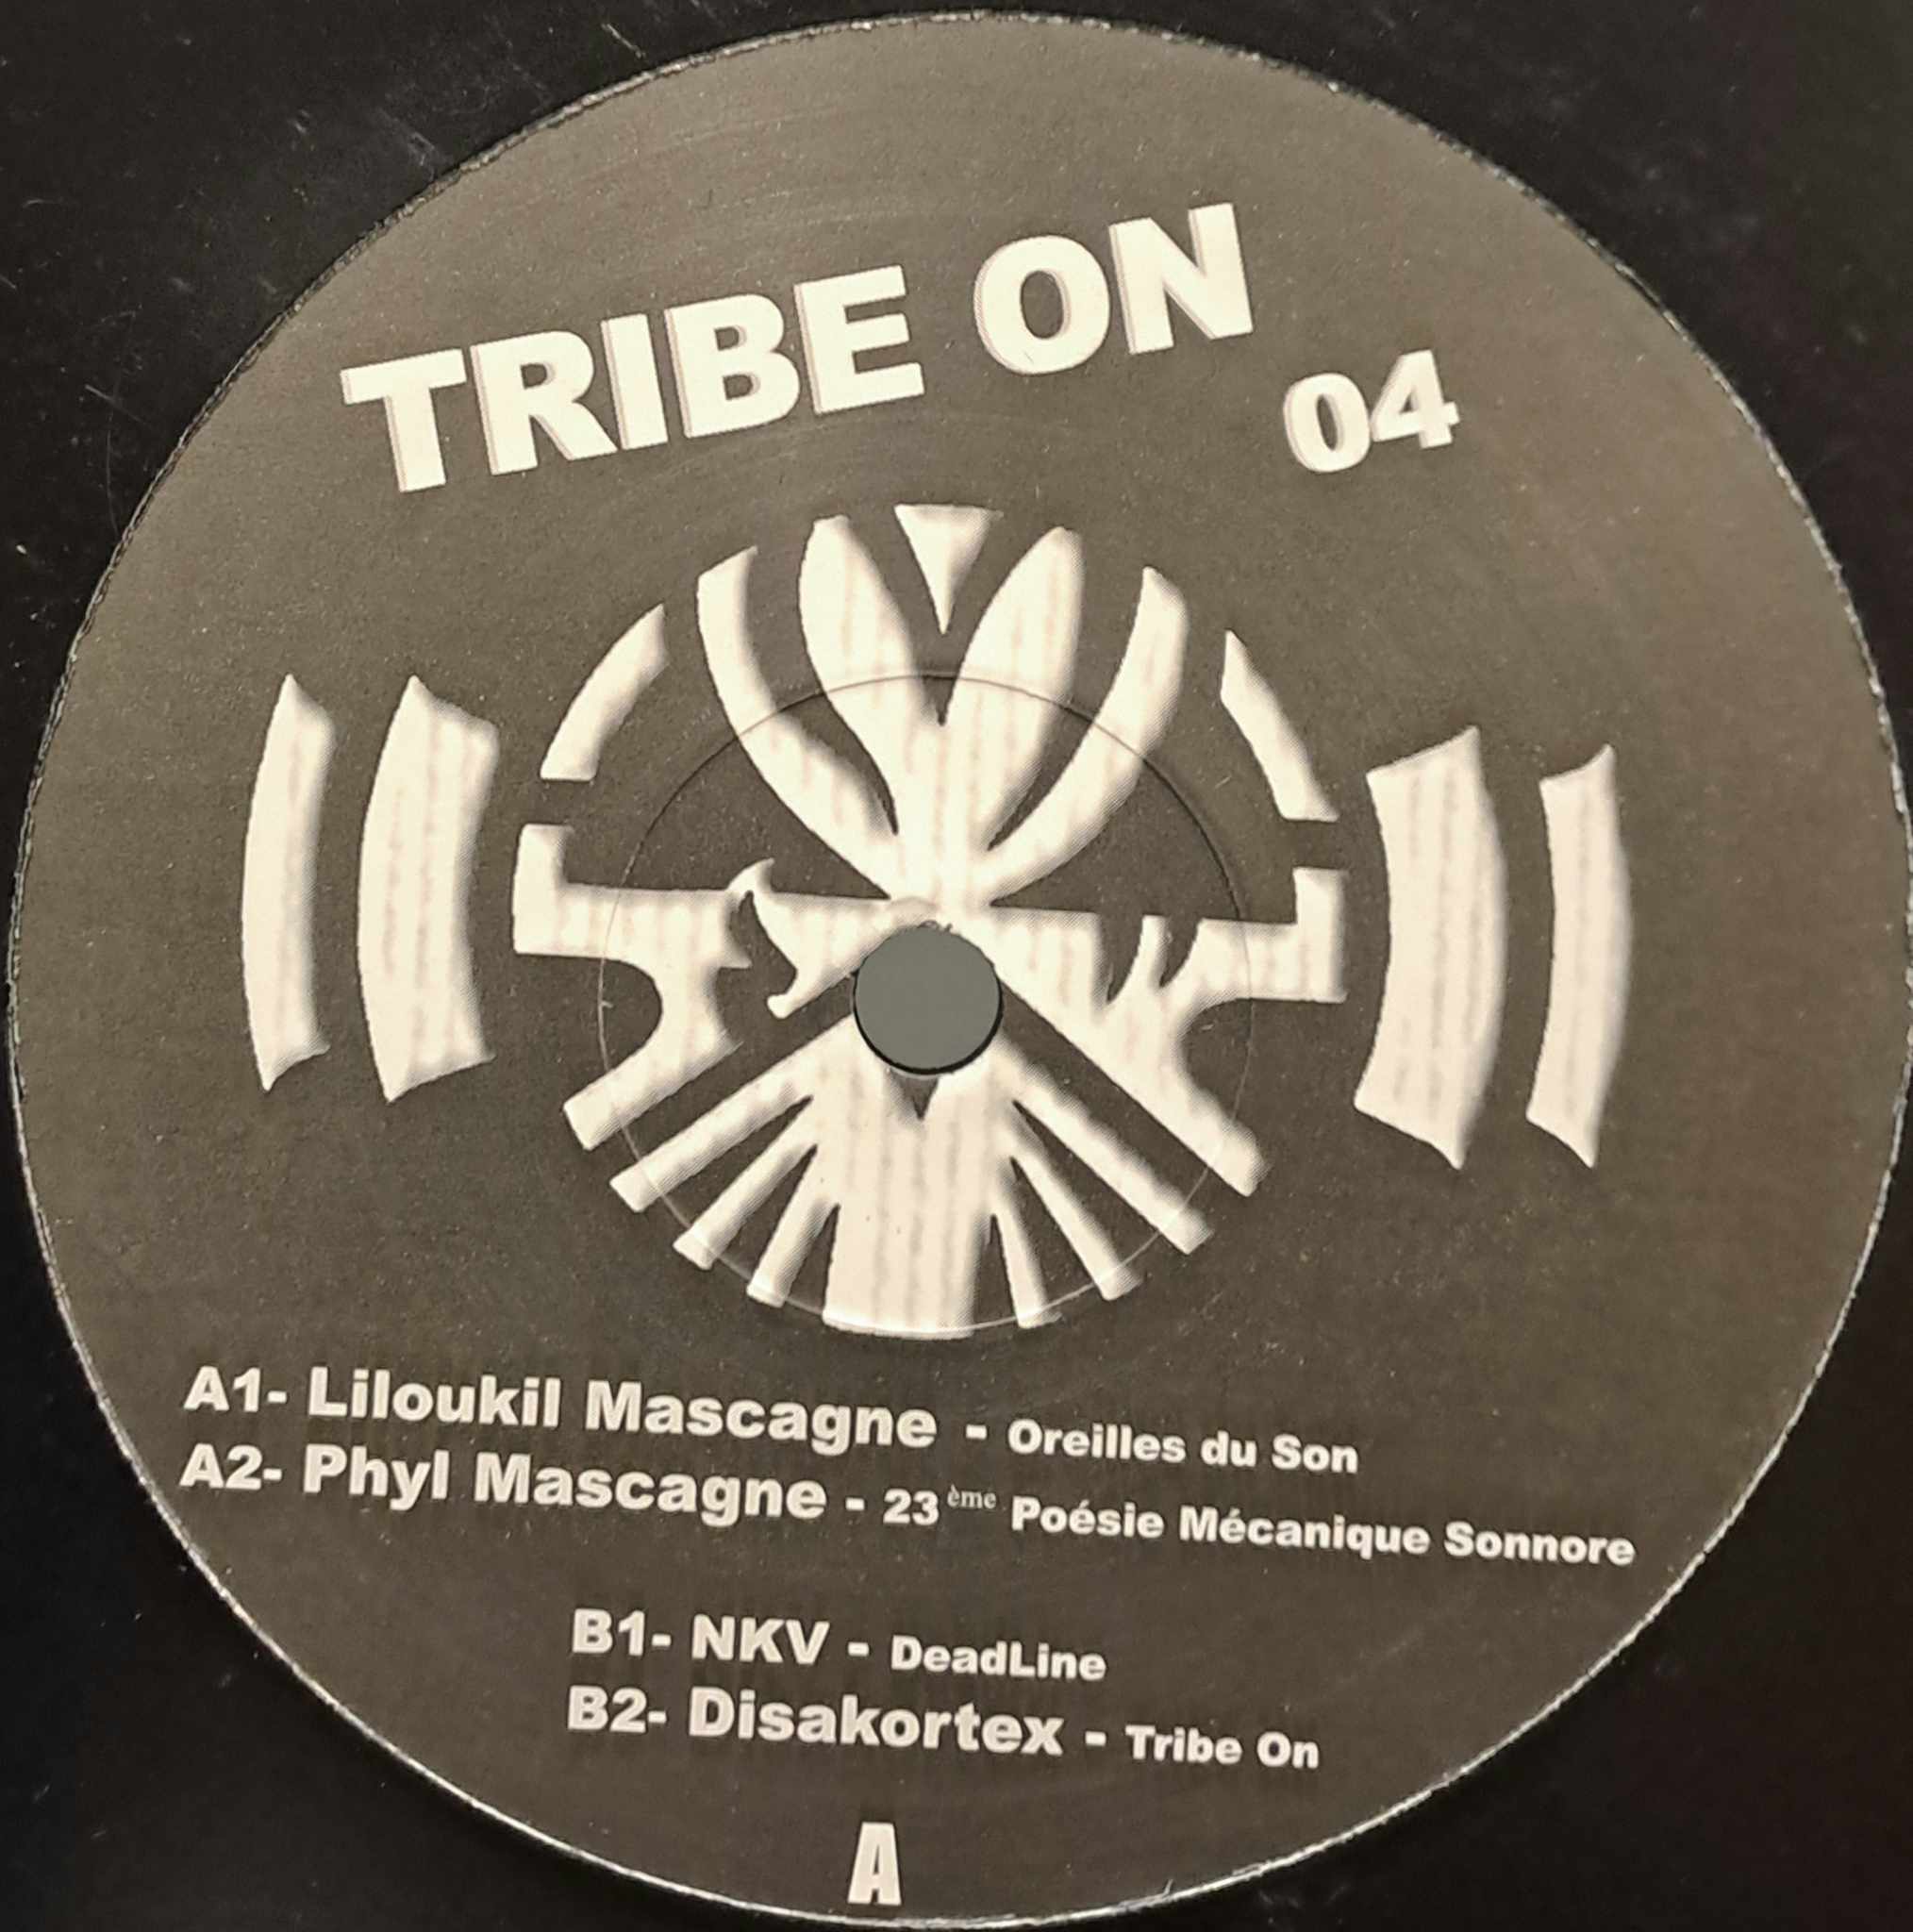 TRIBE ON
04
A1- Liloukil Mascagne - Oreilles du Son
A2- Phyl Mascagne - 23ème Poésie Mécanique Sonnore
B1- NKV - DeadLine
B2- Disakortex - Tribe On
A